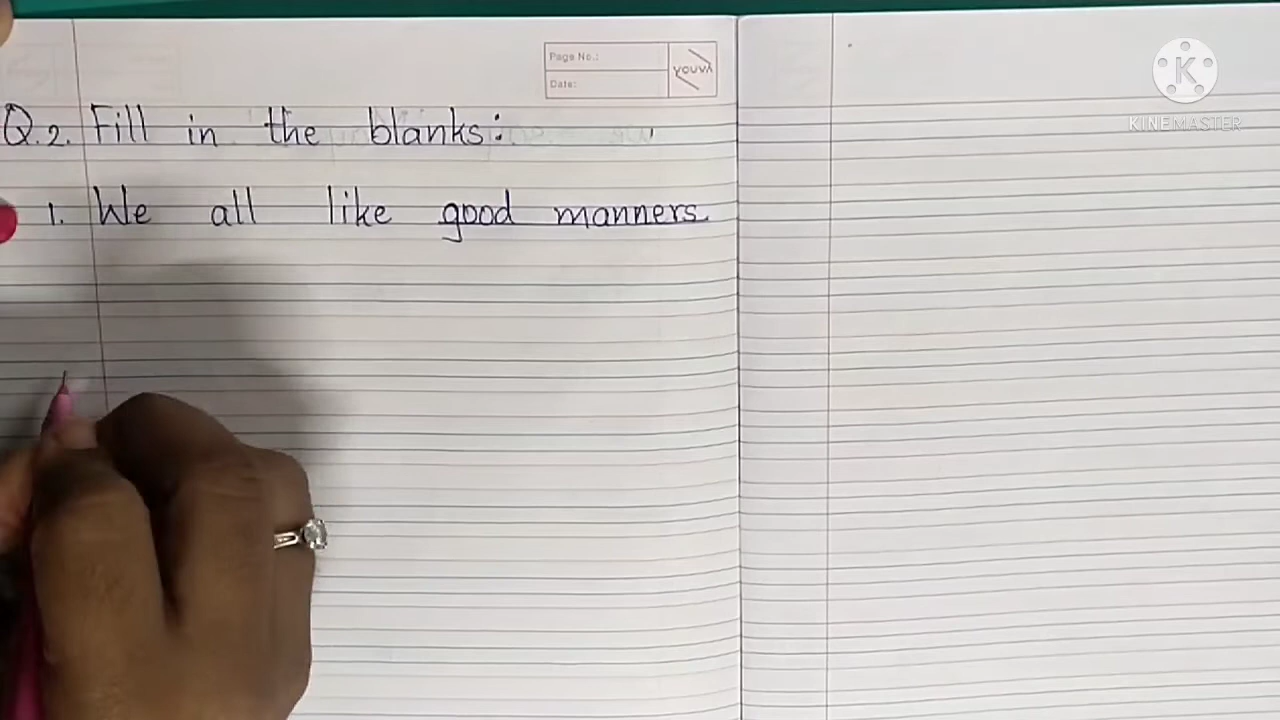 Page No.:
Date:
YOUVA
Q.2. Fill in the blanks:
1. We all like good manners.
K
KINEMASTER